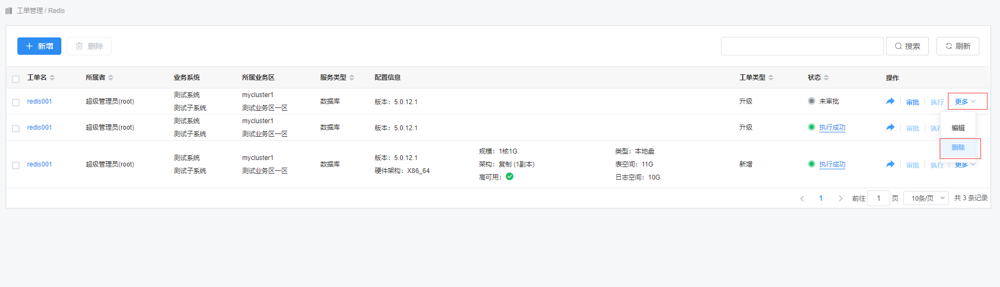 工单管理 / Redis
新增 删除 搜索 刷新
工单名 所属者 业务系统 所属业务区 服务类型 配置信息 工单类型 状态 操作
redis001 超级管理员(root) 测试系统 测试子系统 mycluster1 测试业务区一区 数据库 版本：5.0.12.1 升级 未审批 审批 执行 更多
编辑
删除
redis001 超级管理员(root) 测试系统 测试子系统 mycluster1 测试业务区一区 数据库 版本：5.0.12.1 升级 执行成功 审批 执行
redis001 超级管理员(root) 测试系统 测试子系统 mycluster1 测试业务区一区 数据库 版本：5.0.12.1 硬件架构：X86_64 规模：1核1G 架构：复制 (1副本) 高可用： 类型：本地盘 表空间：11G 日志空间：10G 新增 执行成功 审批 执行 更多
1 前往 1 页 10条/页 共 3 条记录